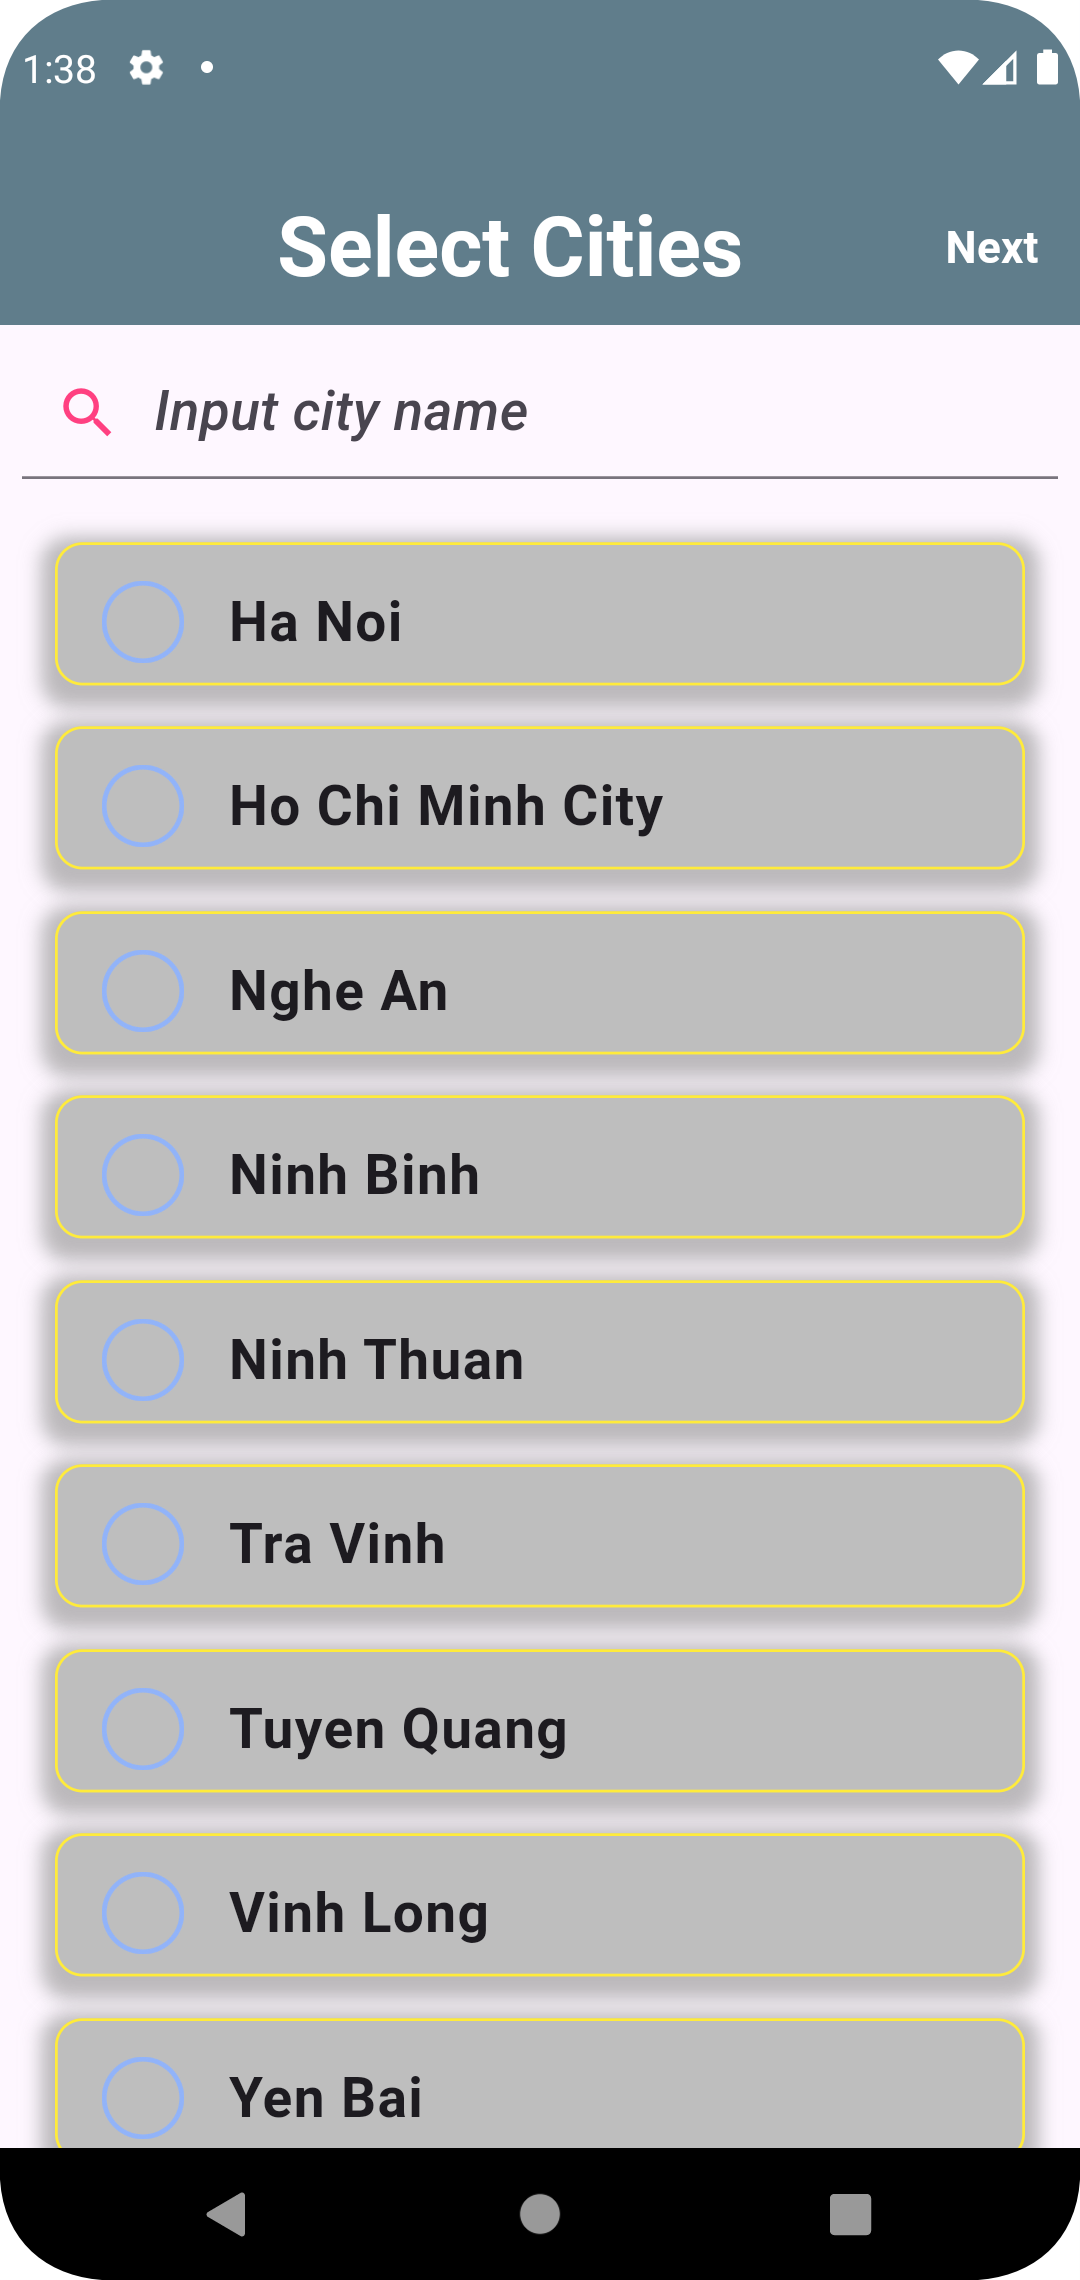 1:38
Select Cities
Next
Input city name
Ha Noi
Ho Chi Minh City
Nghe An
Ninh Binh
Ninh Thuan
Tra Vinh
Tuyen Quang
Vinh Long
Yen Bai